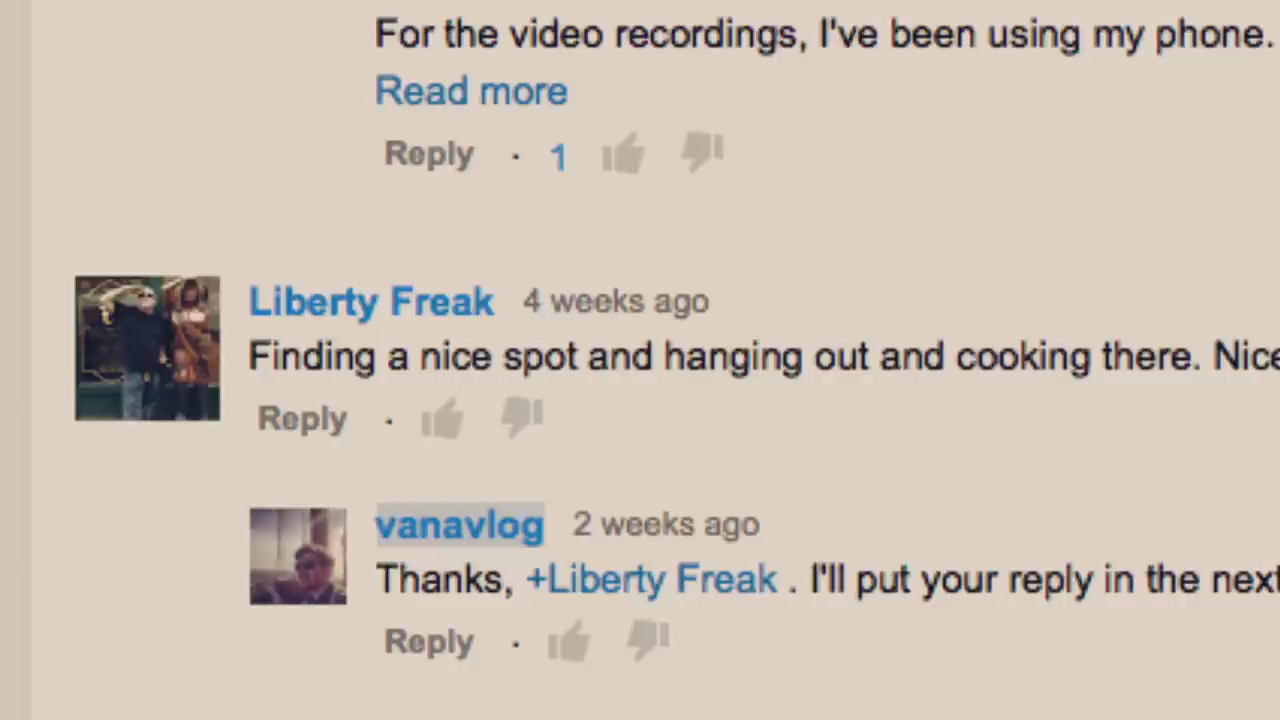 For the video recordings, I've been using my phone.
Read more
Reply · 1
Liberty Freak 4 weeks ago
Finding a nice spot and hanging out and cooking there. Nice
Reply ·
vanavlog 2 weeks ago
Thanks, +Liberty Freak . I'll put your reply in the next
Reply ·